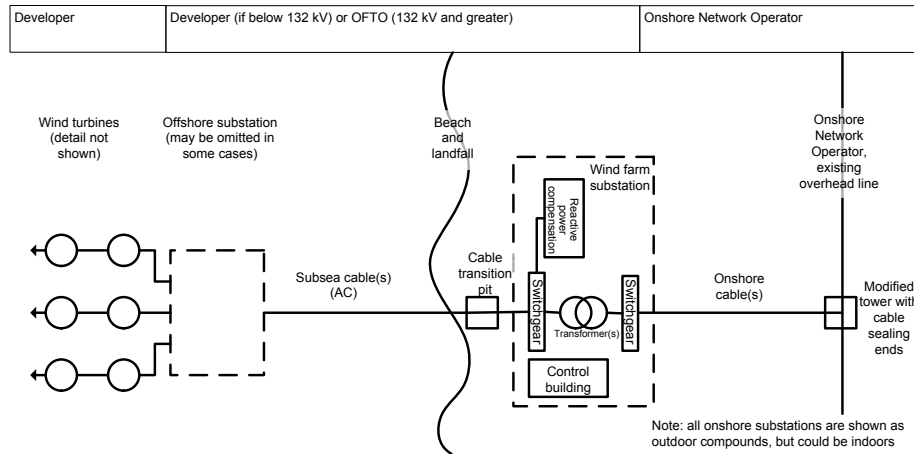 Developer
Developer (if below 132 kV) or OFTO (132 kV and greater)
Onshore Network Operator
Wind turbines
(detail not
shown)
Offshore substation
(may be omitted in
some cases)
Beach
and
landfall
Onshore
Network
Operator,
existing
overhead line
Wind farm
substation
Reactive
power
compensation
Subsea cable(s)
(AC)
Cable
transition
pit
Switchgear
Transformer(s)
Switchgear
Onshore
cable(s)
Modified
tower with
cable
sealing
ends
Control
building
Note: all onshore substations are shown as
outdoor compounds, but could be indoors